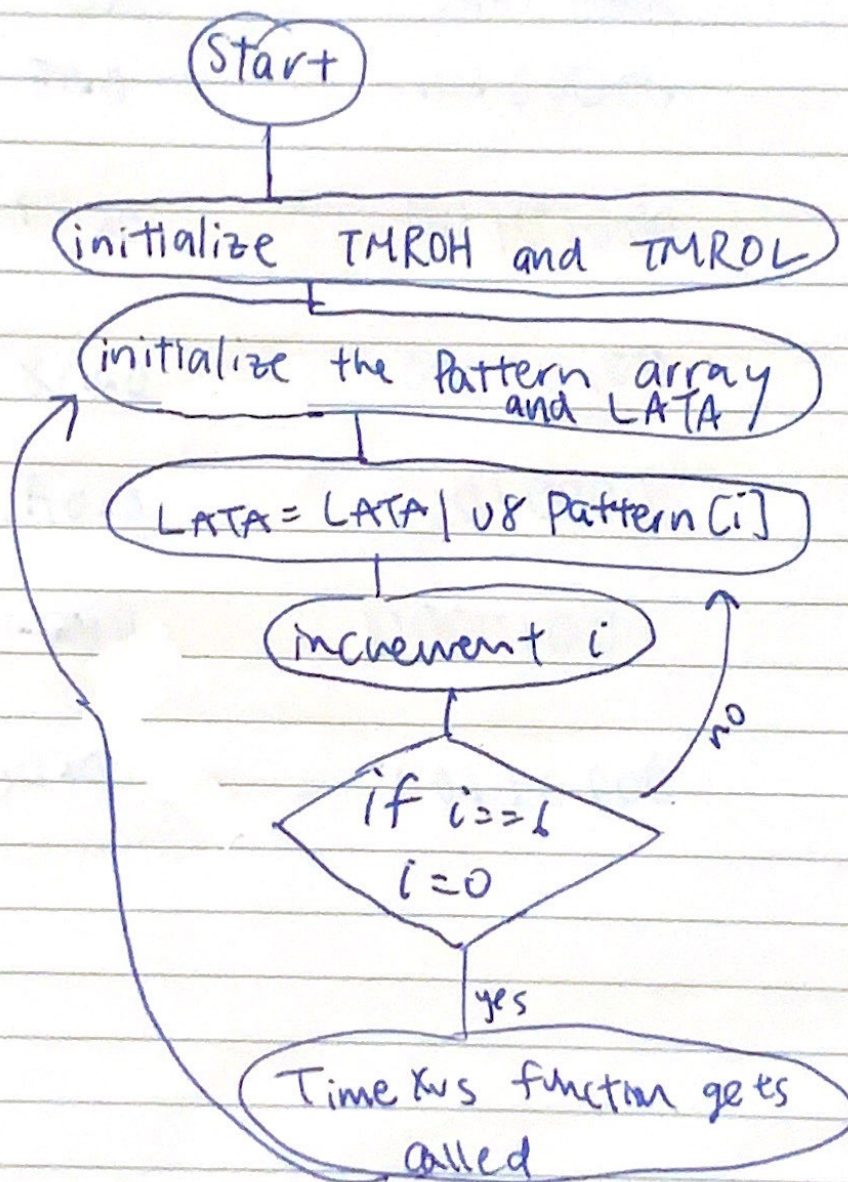 Start
initialize TMR0H and TMR0L
initialize the Pattern array
and LATA
LATA = LATA | u8 Pattern[i]
increment i
no
if i==6
i=0
yes
Time Xus function gets
called